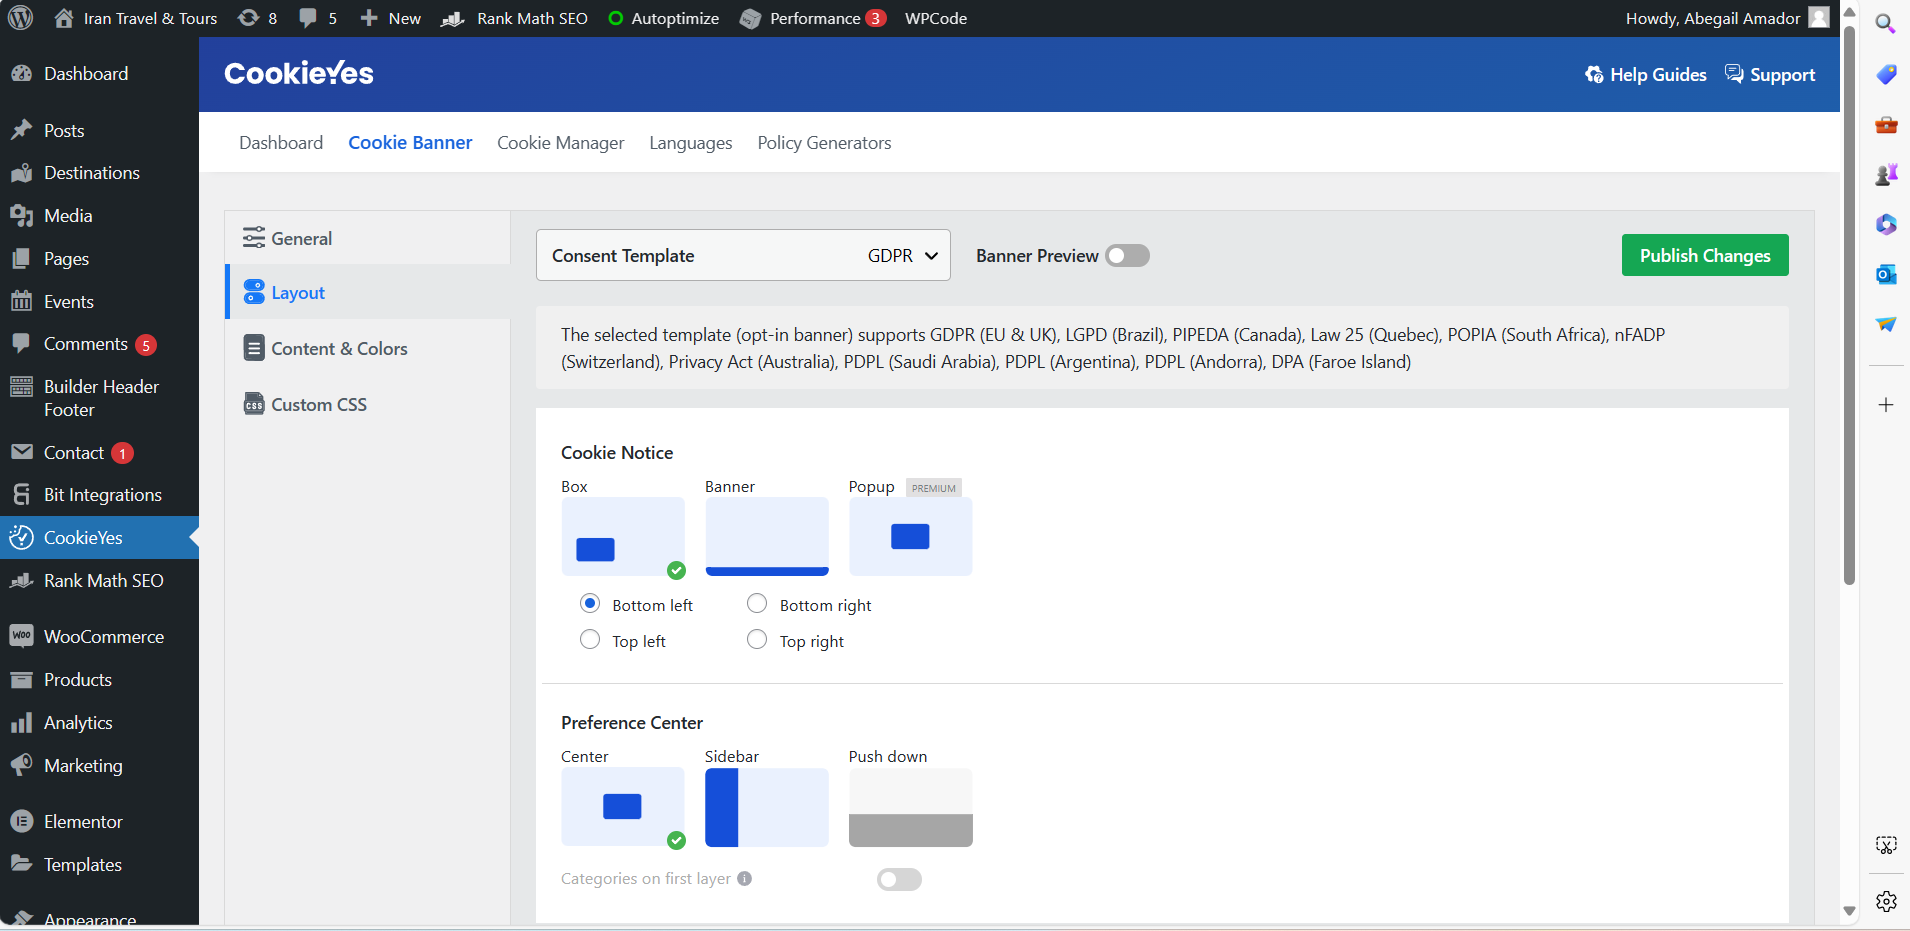 Iran Travel & Tours 8 5 New Rank Math SEO Autoptimize Performance 3 WPCode Howdy, Abegail Amador
Dashboard
Posts
Destinations
Media
Pages
Events
Comments 5
Builder Header
Footer
Contact 1
Bit Integrations
CookieYes
Rank Math SEO
WooCommerce
Products
Analytics
Marketing
Elementor
Templates
Appearance
CookieYes
Help Guides Support
Dashboard Cookie Banner Cookie Manager Languages Policy Generators
General
Layout
Content & Colors
CSS Custom CSS
Consent Template GDPR Banner Preview Publish Changes
The selected template (opt-in banner) supports GDPR (EU & UK), LGPD (Brazil), PIPEDA (Canada), Law 25 (Quebec), POPIA (South Africa), nFADP
(Switzerland), Privacy Act (Australia), PDPL (Saudi Arabia), PDPL (Argentina), PDPL (Andorra), DPA (Faroe Island)
Cookie Notice
Box Banner Popup PREMIUM
Bottom left Bottom right
Top left Top right
Preference Center
Center Sidebar Push down
Categories on first layer